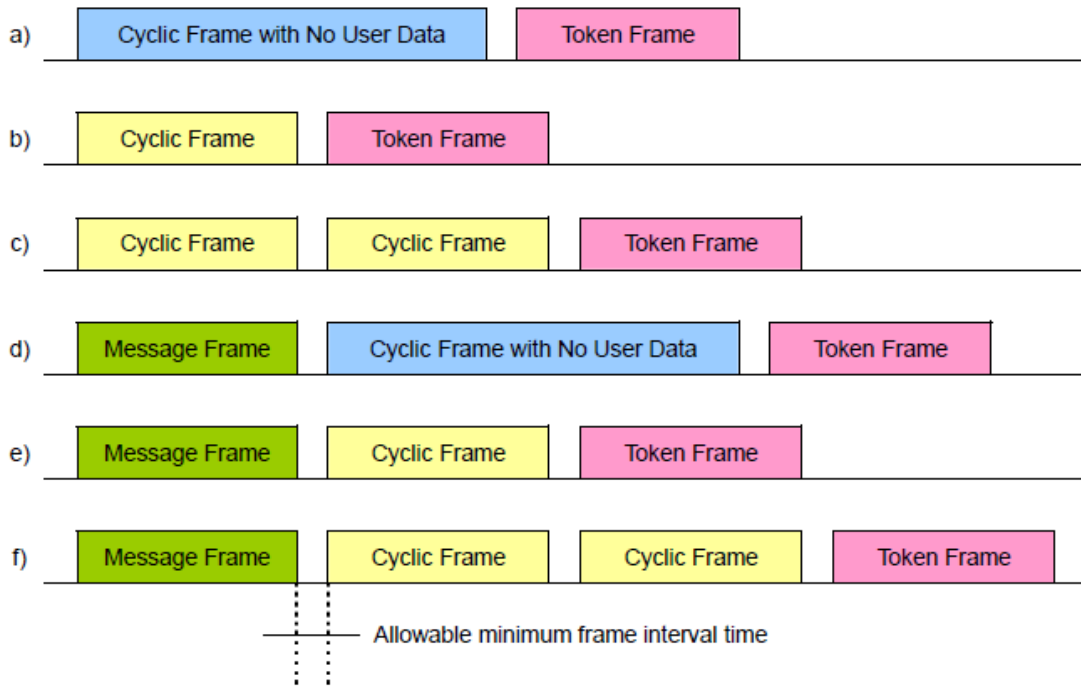 a) Cyclic Frame with No User Data Token Frame
b) Cyclic Frame Token Frame
c) Cyclic Frame Cyclic Frame Token Frame
d) Message Frame Cyclic Frame with No User Data Token Frame
e) Message Frame Cyclic Frame Token Frame
f) Message Frame Cyclic Frame Cyclic Frame Token Frame
Allowable minimum frame interval time